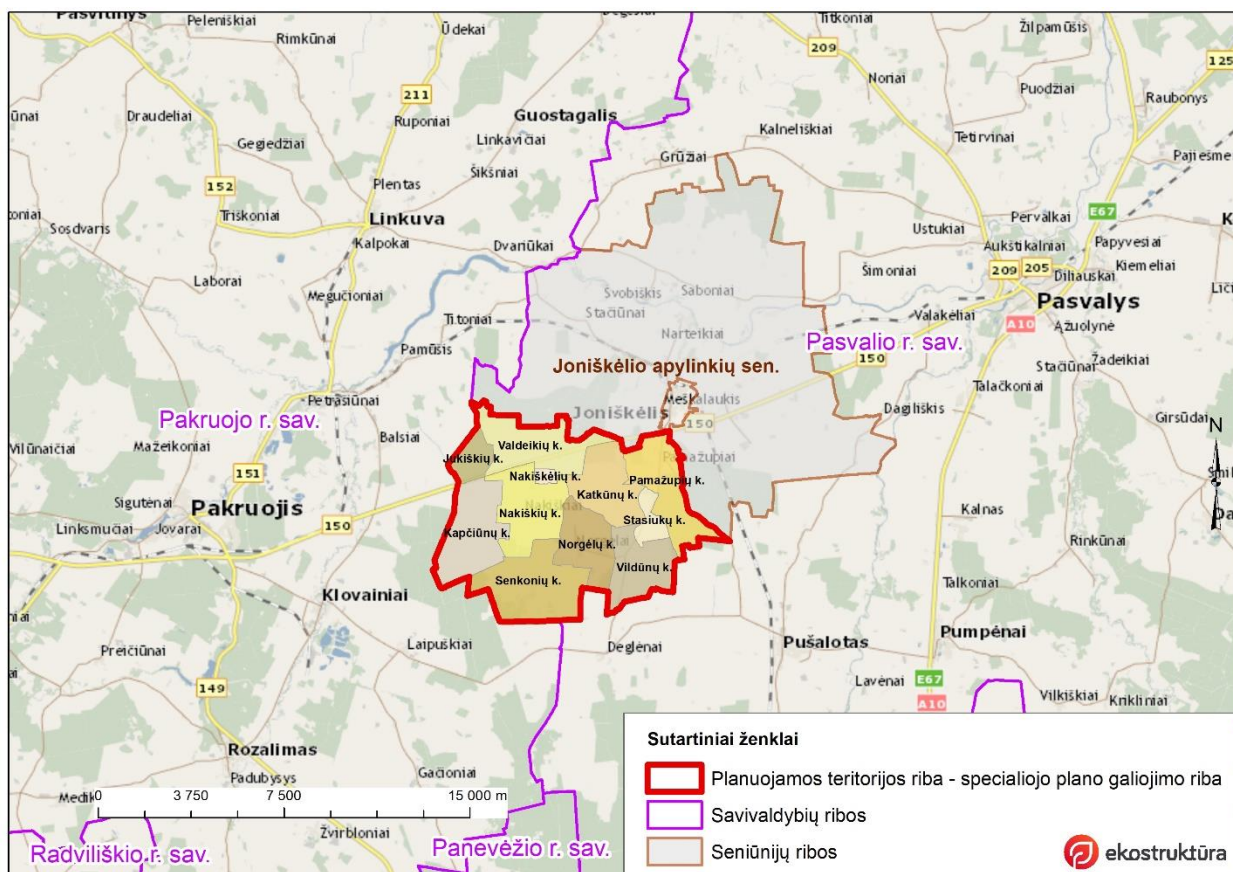 Pasvitinys
Peleniškiai
Rimkūnai
Ūdekai
Titkoniai
Žilpamūšis
209
125
Noriai
Puodžiai
Raubonys
211
Draudeliai
Ruponiai
Guostagalis
Gegiedžiai
Linkavičiai
Kalneliškiai
Tetirvinai
Šikšniai
Grūžiai
152
Plentas
Triškoniai
Linkuva
Sosdvaris
Kalpokai
Dvariūkai
Ustukiai
Pervalkai
E67
Aukštikalniai
Papyvesiai
Laborai
Šimoniai
209
205
Diliauskai
Kiemeliai
Megučioniai
Švobiškis
Saboniai
Stačiūnai
Pasvalys
Titoniai
Narteikiai
Valakėliai
Ąžuolynė
A10
Pamūšis
Pasvalio r. sav.
150
Stačiūnai
Žadeikiai
Joniškėlio apylinkių sen.
Talačkoniai
Petrašiūnai
Meškalaukis
Pakruojo r. sav.
Joniškėlis
Dagiliškis
Girsūdai
150
Balsiai
Mažeikoniai
Vilūnaičiai
Valdeikių k.
Pamažupiai
N
Jukiškių k.
151
Nakiškėlių k.
Pamažupių k.
Sigutėnai
Katkūnų k.
Pakruojis
Kalnas
Linksmučiai
Jovarai
150
Nakiškių k.
Stasiukų k.
Kapčiūnų k.
Norgėlų k.
Rinkūnai
Vildūnų k.
Senkonių k.
Talkoniai
Klovainiai
Pumpėnai
Laipuškiai
Deglėnai
Pušalotas
Preičiūnai
149
Lavėnai
E67
Vilkiškiai
Krikliniai
A10
Rozalimas
Padubysys
Gačioniai
0 3 750 7 500 15 000 m
Žvirbloniai
Radviliškio r. sav.
Panevėžio r. sav.
Sutartiniai ženklai
Planuojamos teritorijos riba - specialiojo plano galiojimo riba
Savivaldybių ribos
Seniūnijų ribos
ekostruktūra